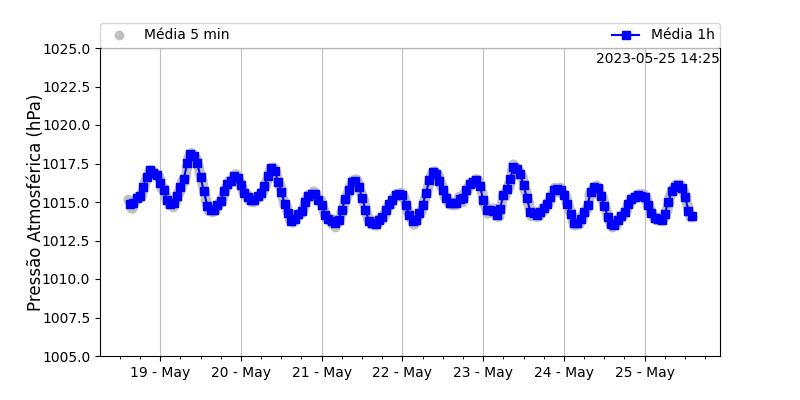 Média 5 min
Média 1h
2023-05-25 14:25
Pressão Atmosférica (hPa)
1025.0
1022.5
1020.0
1017.5
1015.0
1012.5
1010.0
1007.5
1005.0
19 - May
20 - May
21 - May
22 - May
23 - May
24 - May
25 - May